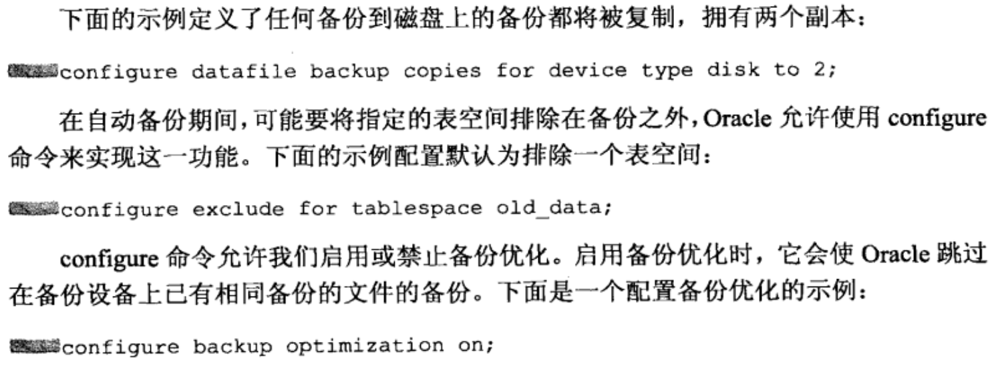 下面的示例定义了任何备份到磁盘上的备份都将被复制，拥有两个副本：
configure datafile backup copies for device type disk to 2;
在自动备份期间，可能要将指定的表空间排除在备份之外，Oracle 允许使用 configure
命令来实现这一功能。下面的示例配置默认为排除一个表空间：
configure exclude for tablespace old_data;
configure 命令允许我们启用或禁止备份优化。启用备份优化时，它会使 Oracle 跳过
在备份设备上已有相同备份的文件的备份。下面是一个配置备份优化的示例：
configure backup optimization on;